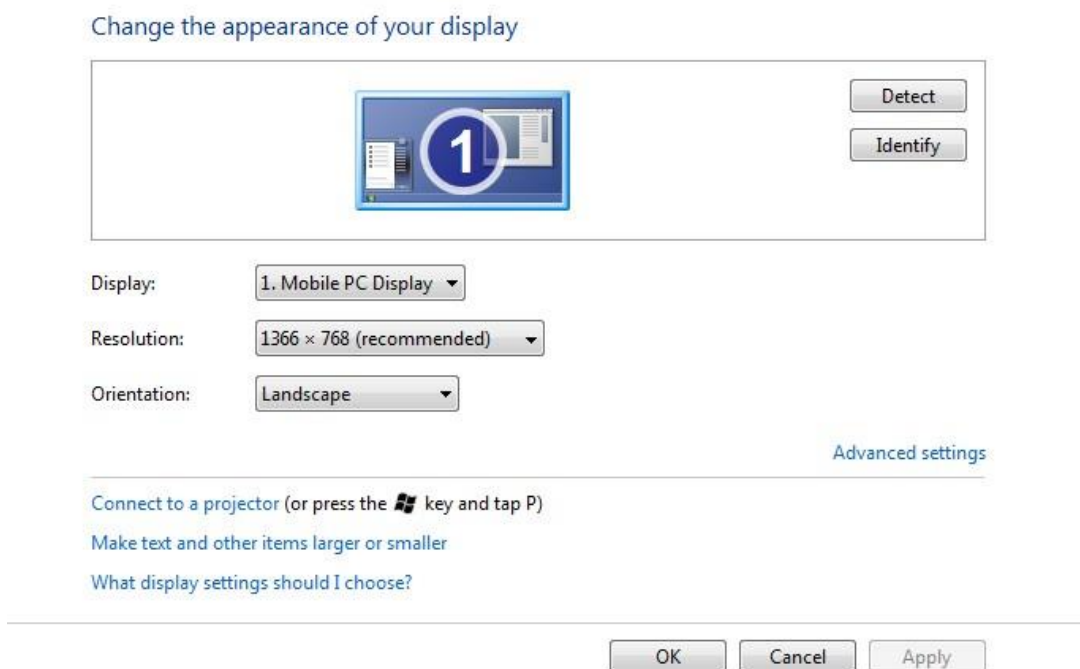 Change the appearance of your display
1
Detect
Identify
Display: 1. Mobile PC Display
Resolution: 1366 × 768 (recommended)
Orientation: Landscape
Advanced settings
Connect to a projector (or press the key and tap P)
Make text and other items larger or smaller
What display settings should I choose?
OK Cancel Apply